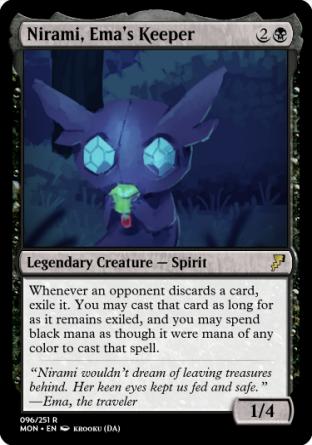 Nirami, Ema's Keeper 2
Legendary Creature — Spirit
Whenever an opponent discards a card,
exile it. You may cast that card as long for
as it remains exiled, and you may spend
black mana as though it were mana of any
color to cast that spell.
“Nirami wouldn’t dream of leaving treasures
behind. Her keen eyes kept us fed and safe.”
—Ema, the traveler
1/4
096/251 R
MON • EN KROOKU (DA)